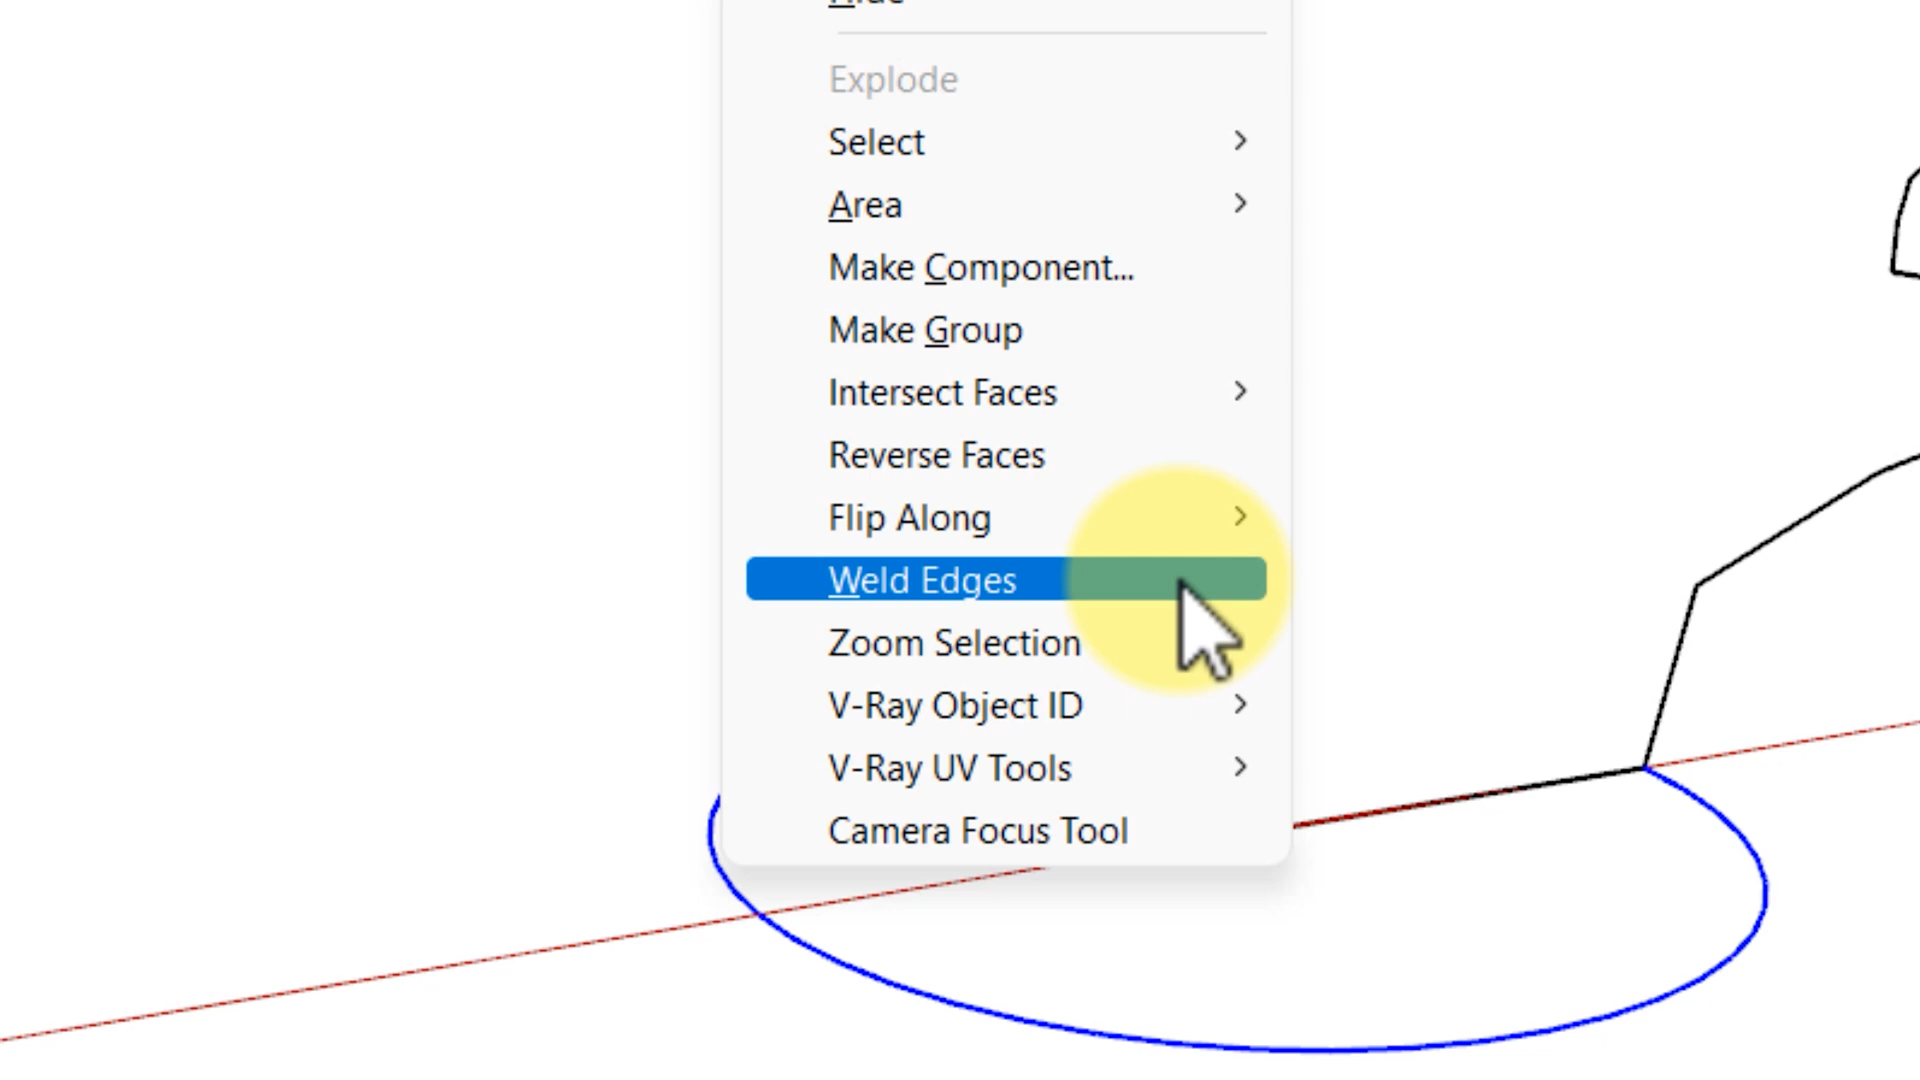 Hide
Explode
Select
Area
Make Component...
Make Group
Intersect Faces
Reverse Faces
Flip Along
Weld Edges
Zoom Selection
V-Ray Object ID
V-Ray UV Tools
Camera Focus Tool